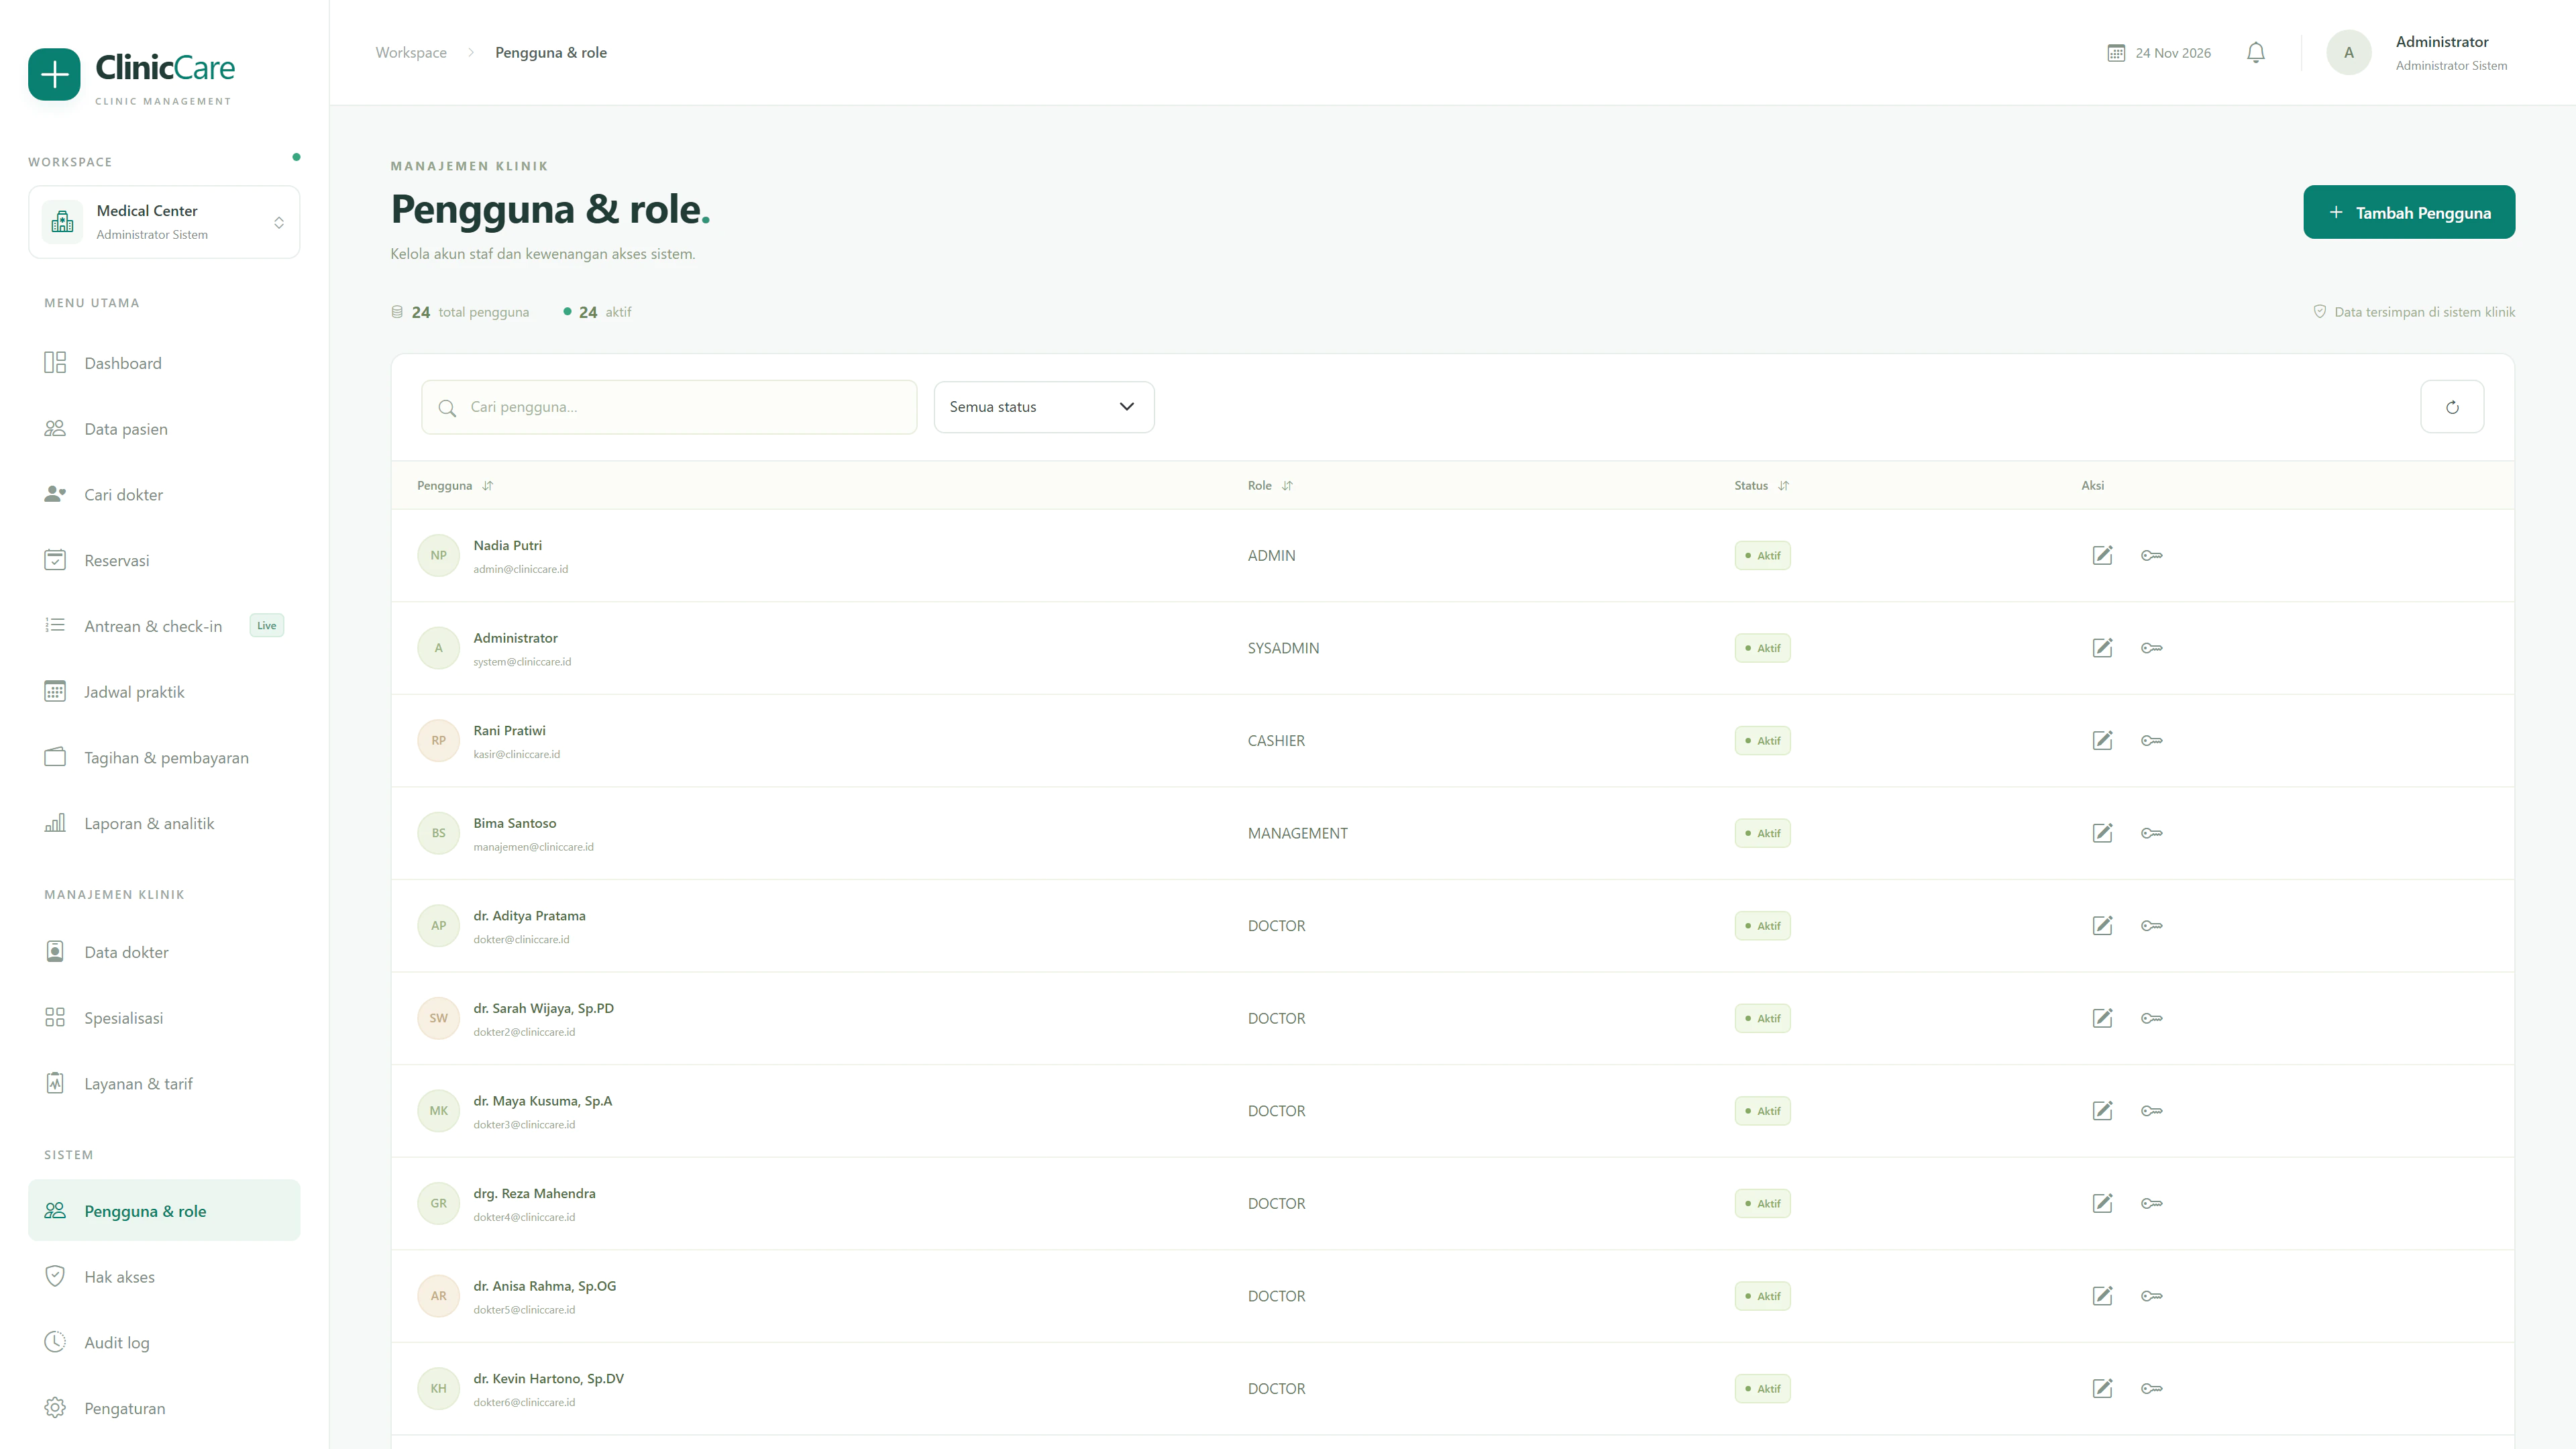 ClinicCare
CLINIC MANAGEMENT
WORKSPACE
Medical Center
Administrator Sistem
MENU UTAMA
Dashboard
Data pasien
Cari dokter
Reservasi
Antrean & check-in Live
Jadwal praktik
Tagihan & pembayaran
Laporan & analitik
MANAJEMEN KLINIK
Data dokter
Spesialisasi
Layanan & tarif
SISTEM
Pengguna & role
Hak akses
Audit log
Pengaturan
Workspace > Pengguna & role
24 Nov 2026
A
Administrator
Administrator Sistem
MANAJEMEN KLINIK
Pengguna & role.
Kelola akun staf dan kewenangan akses sistem.
+ Tambah Pengguna
24 total pengguna 24 aktif
Data tersimpan di sistem klinik
Cari pengguna...
Semua status
Pengguna Role Status Aksi
NP Nadia Putri ADMIN Aktif
admin@cliniccare.id
A Administrator SYSADMIN Aktif
system@cliniccare.id
RP Rani Pratiwi CASHIER Aktif
kasir@cliniccare.id
BS Bima Santoso MANAGEMENT Aktif
manajemen@cliniccare.id
AP dr. Aditya Pratama DOCTOR Aktif
dokter@cliniccare.id
SW dr. Sarah Wijaya, Sp.PD DOCTOR Aktif
dokter2@cliniccare.id
MK dr. Maya Kusuma, Sp.A DOCTOR Aktif
dokter3@cliniccare.id
GR drg. Reza Mahendra DOCTOR Aktif
dokter4@cliniccare.id
AR dr. Anisa Rahma, Sp.OG DOCTOR Aktif
dokter5@cliniccare.id
KH dr. Kevin Hartono, Sp.DV DOCTOR Aktif
dokter6@cliniccare.id